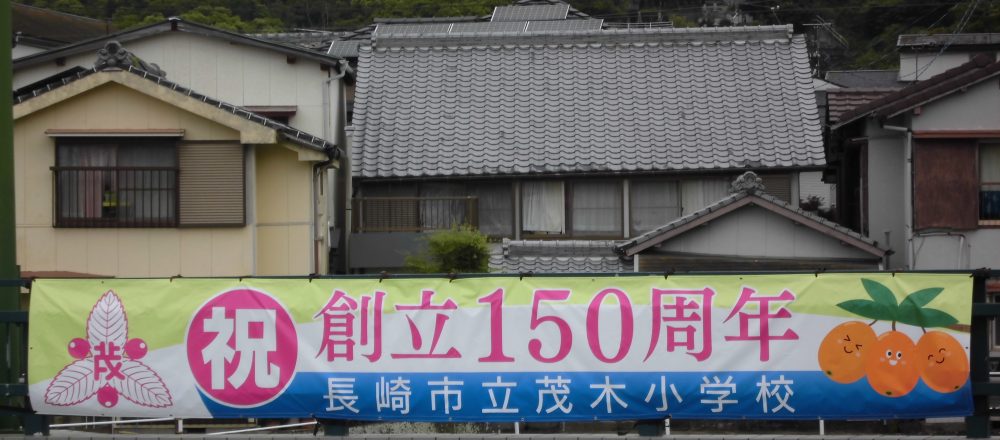 茂
祝
創立150周年
長崎市立茂木小学校